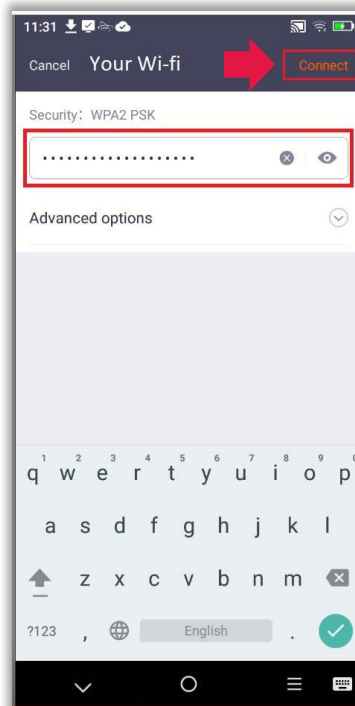 11:31
Cancel Your Wi-fi Connect
Security: WPA2 PSK
Advanced options
1 2 3 4 5 6 7 8 9 0
q w e r t y u i o p
a s d f g h j k l
z x c v b n m
?123 , English .